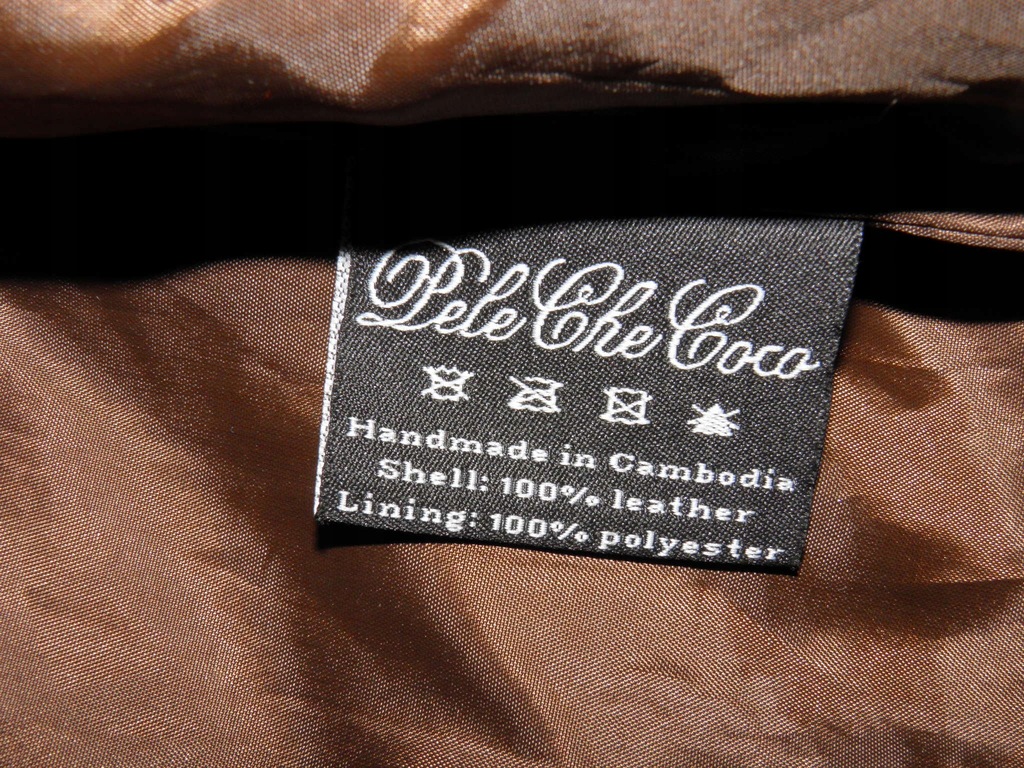 Pele Che Coco
Handmade in Cambodia
Shell: 100% leather
Lining: 100% polyester